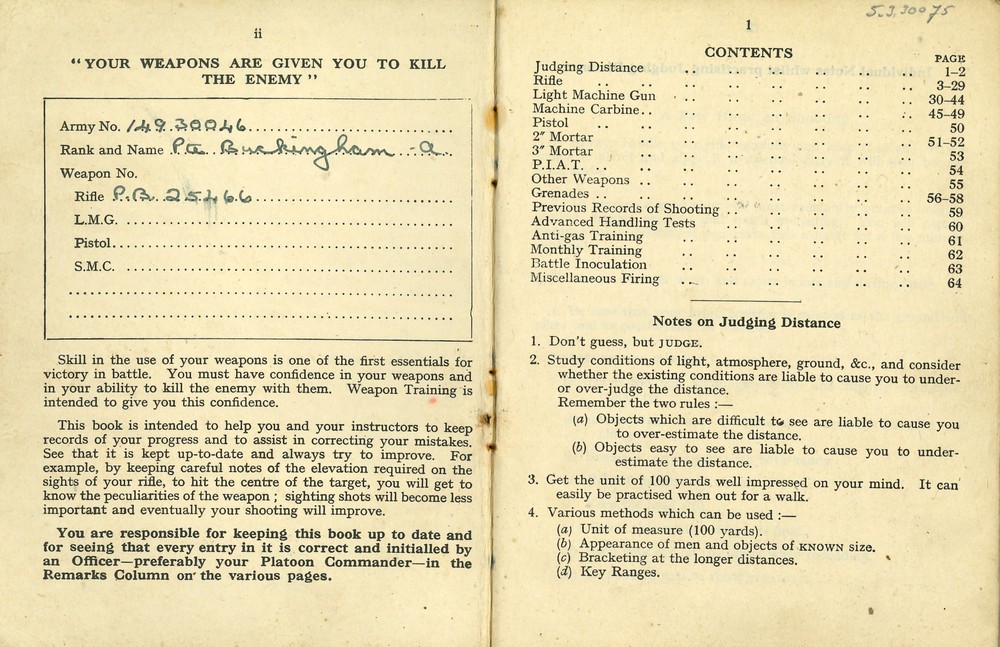 ii
"YOUR WEAPONS ARE GIVEN YOU TO KILL
THE ENEMY"
Army No. 14930046
Rank and Name Pte Buckingham A.
Weapon No.
Rifle P.B. 25466
L.M.G.
Pistol
S.M.C.
Skill in the use of your weapons is one of the first essentials for
victory in battle. You must have confidence in your weapons and
in your ability to kill the enemy with them. Weapon Training is
intended to give you this confidence.
This book is intended to help you and your instructors to keep
records of your progress and to assist in correcting your mistakes.
See that it is kept up-to-date and always try to improve. For
example, by keeping careful notes of the elevation required on the
sights of your rifle, to hit the centre of the target, you will get to
know the peculiarities of the weapon ; sighting shots will become less
important and eventually your shooting will improve.
You are responsible for keeping this book up to date and
for seeing that every entry in it is correct and initialled by
an Officer—preferably your Platoon Commander—in the
Remarks Column on the various pages.
5.3.30075
1
CONTENTS
PAGE
Judging Distance .. .. .. .. .. .. 1–2
Rifle .. .. .. .. .. .. .. 3–29
Light Machine Gun .. .. .. .. .. .. 30–44
Machine Carbine .. .. .. .. .. .. 45–49
Pistol .. .. .. .. .. .. .. 50
2″ Mortar .. .. .. .. .. .. 51–52
3″ Mortar .. .. .. .. .. .. 53
P.I.A.T. .. .. .. .. .. .. .. 54
Other Weapons .. .. .. .. .. .. 55
Grenades .. .. .. .. .. .. .. 56–58
Previous Records of Shooting .. .. .. .. .. 59
Advanced Handling Tests .. .. .. .. .. 60
Anti-gas Training .. .. .. .. .. .. 61
Monthly Training .. .. .. .. .. .. 62
Battle Inoculation .. .. .. .. .. .. 63
Miscellaneous Firing .. .. .. .. .. .. 64
Notes on Judging Distance
1. Don't guess, but JUDGE.
2. Study conditions of light, atmosphere, ground, &c., and consider
whether the existing conditions are liable to cause you to under-
or over-judge the distance.
Remember the two rules :—
(a) Objects which are difficult to see are liable to cause you
to over-estimate the distance.
(b) Objects easy to see are liable to cause you to under-
estimate the distance.
3. Get the unit of 100 yards well impressed on your mind. It can
easily be practised when out for a walk.
4. Various methods which can be used :—
(a) Unit of measure (100 yards).
(b) Appearance of men and objects of KNOWN size.
(c) Bracketing at the longer distances.
(d) Key Ranges.